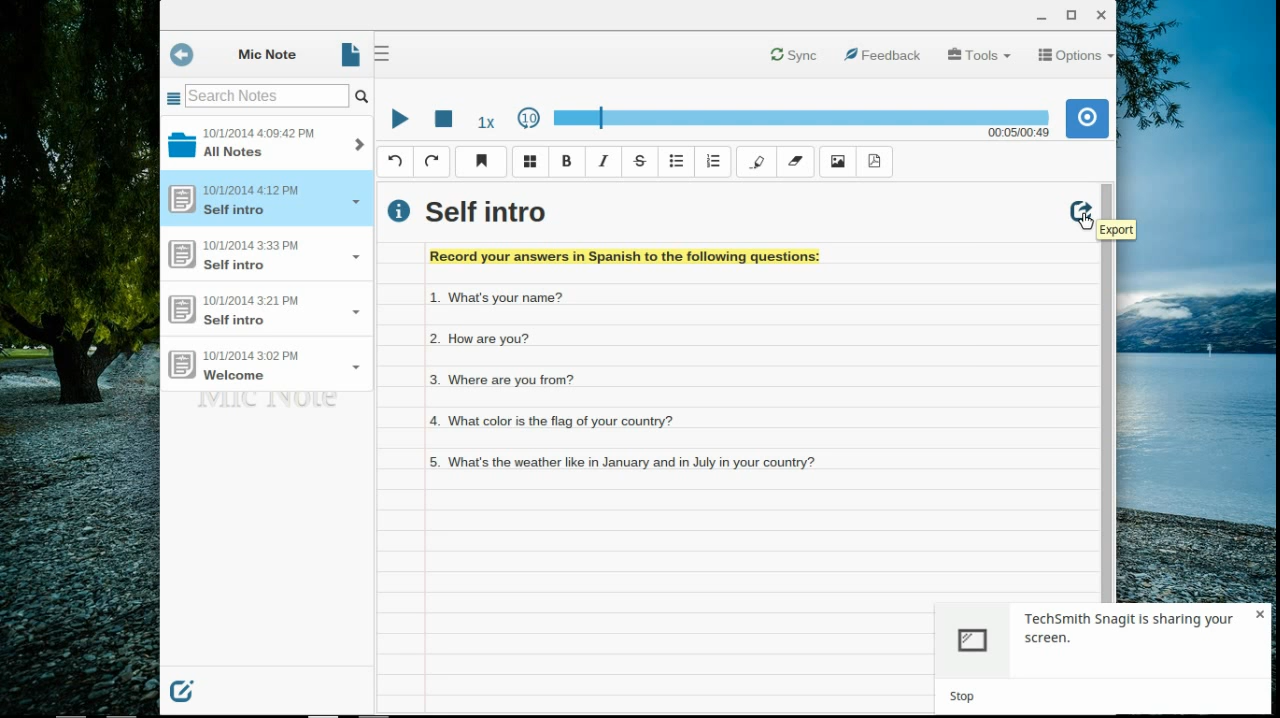 Mic Note
Sync
Feedback
Tools
Options
Search Notes
1x
10
00:05/00:49
10/1/2014 4:09:42 PM
All Notes
10/1/2014 4:12 PM
Self intro
10/1/2014 3:33 PM
Self intro
10/1/2014 3:21 PM
Self intro
10/1/2014 3:02 PM
Welcome
Mic Note
B
I
S
Self intro
Export
Record your answers in Spanish to the following questions:
1. What's your name?
2. How are you?
3. Where are you from?
4. What color is the flag of your country?
5. What's the weather like in January and in July in your country?
TechSmith Snagit is sharing your
screen.
Stop